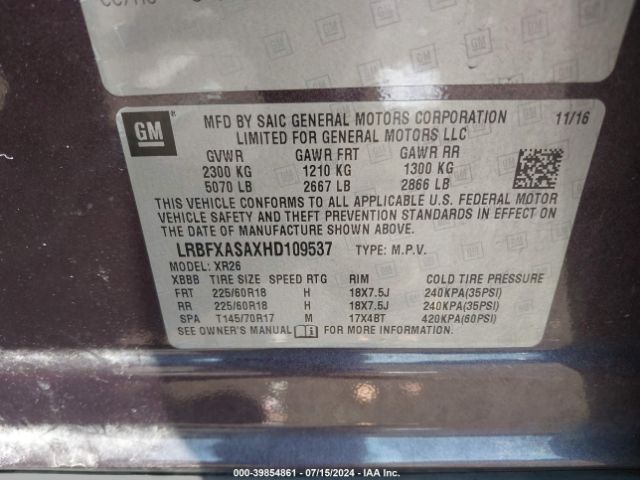 GM
GM
GM
GM
MFD BY SAIC GENERAL MOTORS CORPORATION 11/16
LIMITED FOR GENERAL MOTORS LLC
GVWR GAWR FRT GAWR RR
2300 KG 1210 KG 1300 KG
5070 LB 2667 LB 2866 LB
THIS VEHICLE CONFORMS TO ALL APPLICABLE U.S. FEDERAL MOTOR
VEHICLE SAFETY AND THEFT PREVENTION STANDARDS IN EFFECT ON
THE DATE OF MANUFACTURE SHOWN ABOVE.
LRBFXASAXHD109537 TYPE: M.P.V.
MODEL: XR26
XBBB TIRE SIZE SPEED RTG RIM COLD TIRE PRESSURE
FRT 225/60R18 H 18X7.5J 240KPA(35PSI)
RR 225/60R18 H 18X7.5J 240KPA(35PSI)
SPA T145/70R17 M 17X4BT 420KPA(60PSI)
SEE OWNER'S MANUAL FOR MORE INFORMATION.
000-39854861 - 07/15/2024 - IAA Inc.